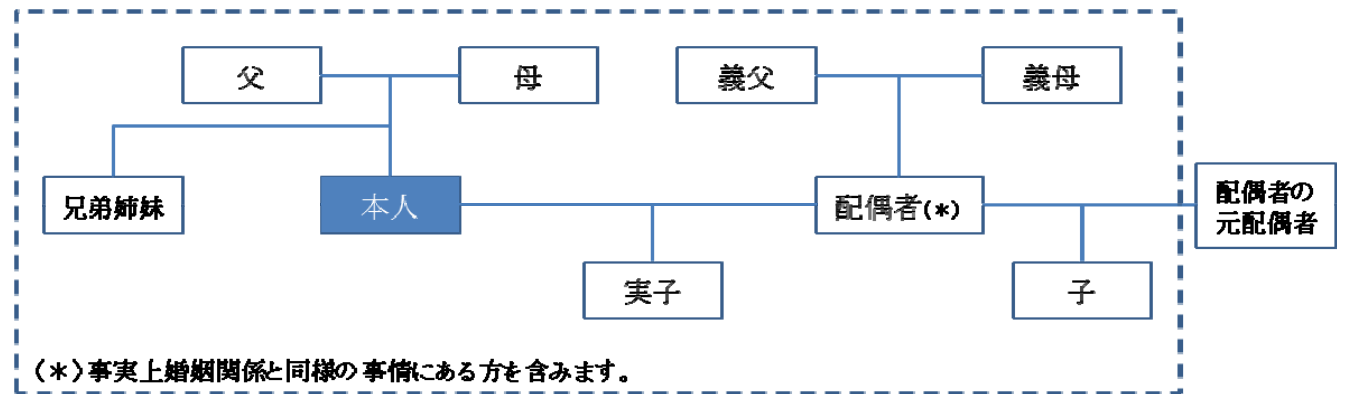 父
母
義父
義母
兄弟姉妹
本人
配偶者(*)
配偶者の
元配偶者
実子
子
(*)事実上婚姻関係と同様の事情にある方を含みます。